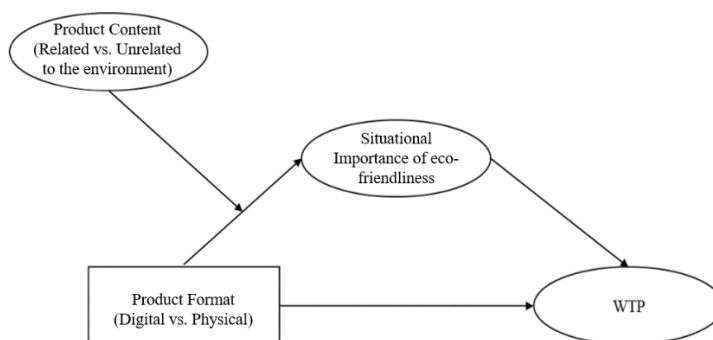 Product Content
(Related vs. Unrelated
to the environment)
Situational
Importance of eco-
friendliness
Product Format
(Digital vs. Physical)
WTP